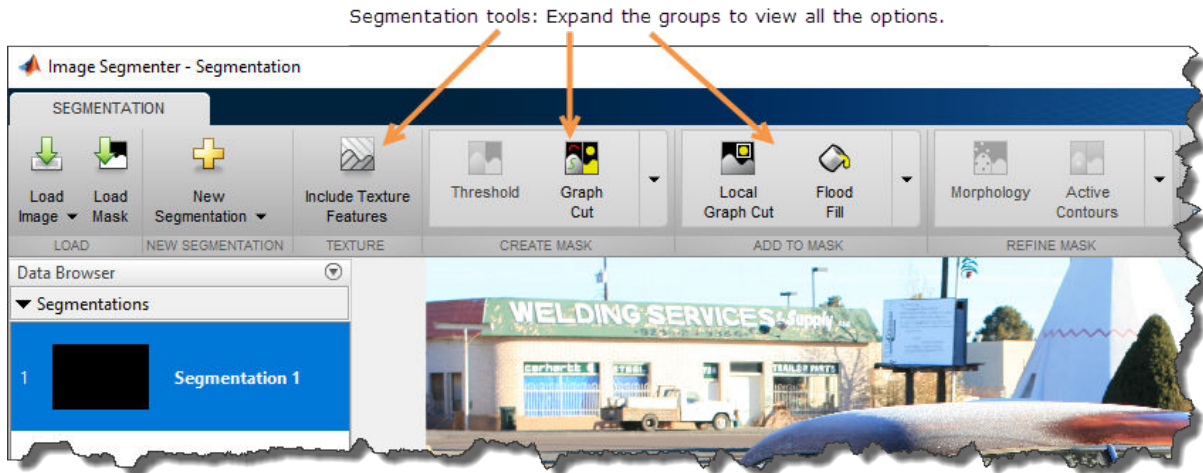 Segmentation tools: Expand the groups to view all the options.
Image Segmenter - Segmentation
SEGMENTATION
Load Image
Load Mask
New Segmentation
Include Texture Features
Threshold
Graph Cut
Local Graph Cut
Flood Fill
Morphology
Active Contours
LOAD
NEW SEGMENTATION
TEXTURE
CREATE MASK
ADD TO MASK
REFINE MASK
Data Browser
Segmentations
1 Segmentation 1
WELDING SERVICES & Supply
carhartt
STEEL
TRAILER PARTS